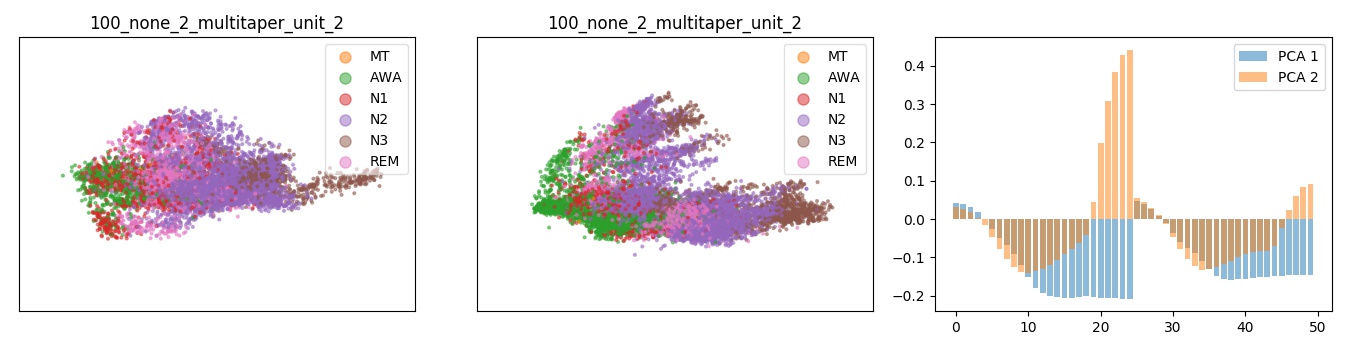 100_none_2_multitaper_unit_2
MT
AWA
N1
N2
N3
REM
100_none_2_multitaper_unit_2
MT
AWA
N1
N2
N3
REM
PCA 1
PCA 2
0.4
0.3
0.2
0.1
0.0
−0.1
−0.2
0 10 20 30 40 50